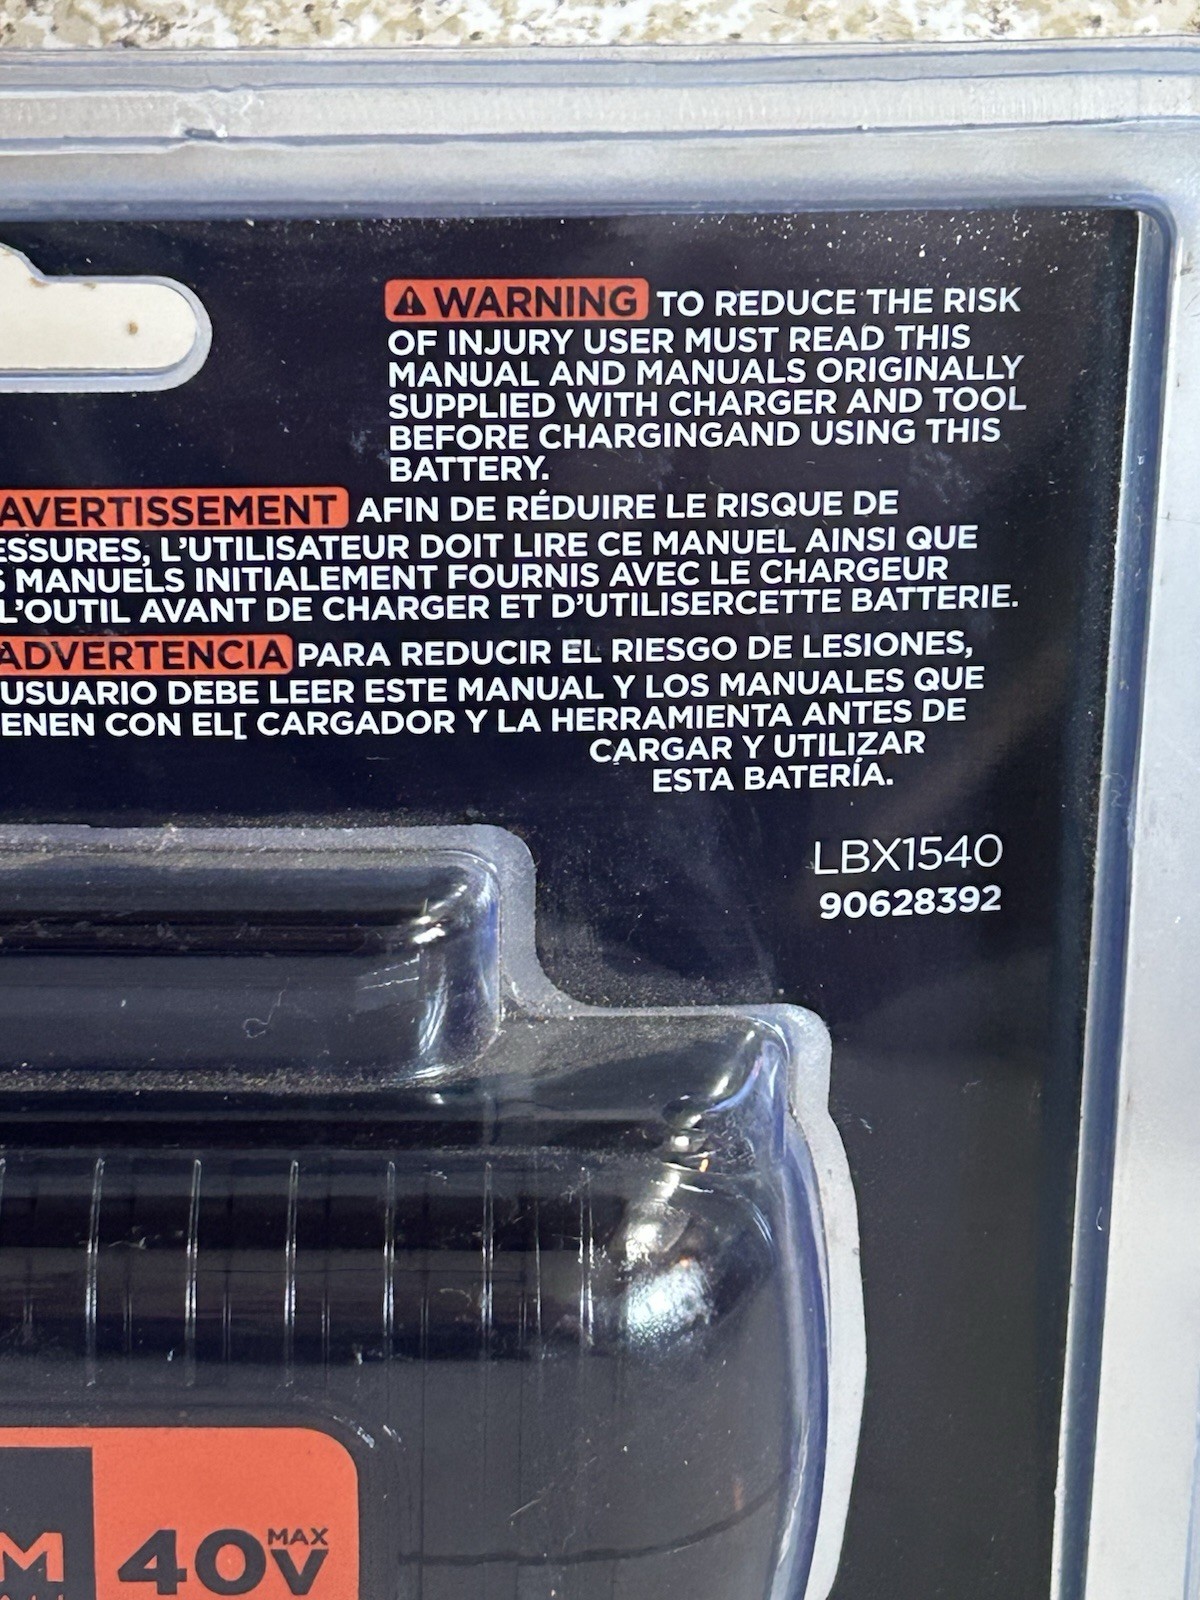 WARNING TO REDUCE THE RISK
OF INJURY USER MUST READ THIS
MANUAL AND MANUALS ORIGINALLY
SUPPLIED WITH CHARGER AND TOOL
BEFORE CHARGINGAND USING THIS
BATTERY.
AVERTISSEMENT AFIN DE RÉDUIRE LE RISQUE DE
ESSURES, L'UTILISATEUR DOIT LIRE CE MANUEL AINSI QUE
S MANUELS INITIALEMENT FOURNIS AVEC LE CHARGEUR
L'OUTIL AVANT DE CHARGER ET D'UTILISERCETTE BATTERIE.
ADVERTENCIA PARA REDUCIR EL RIESGO DE LESIONES,
USUARIO DEBE LEER ESTE MANUAL Y LOS MANUALES QUE
ENEN CON EL[ CARGADOR Y LA HERRAMIENTA ANTES DE
CARGAR Y UTILIZAR
ESTA BATERÍA.
LBX1540
90628392
M 40V MAX